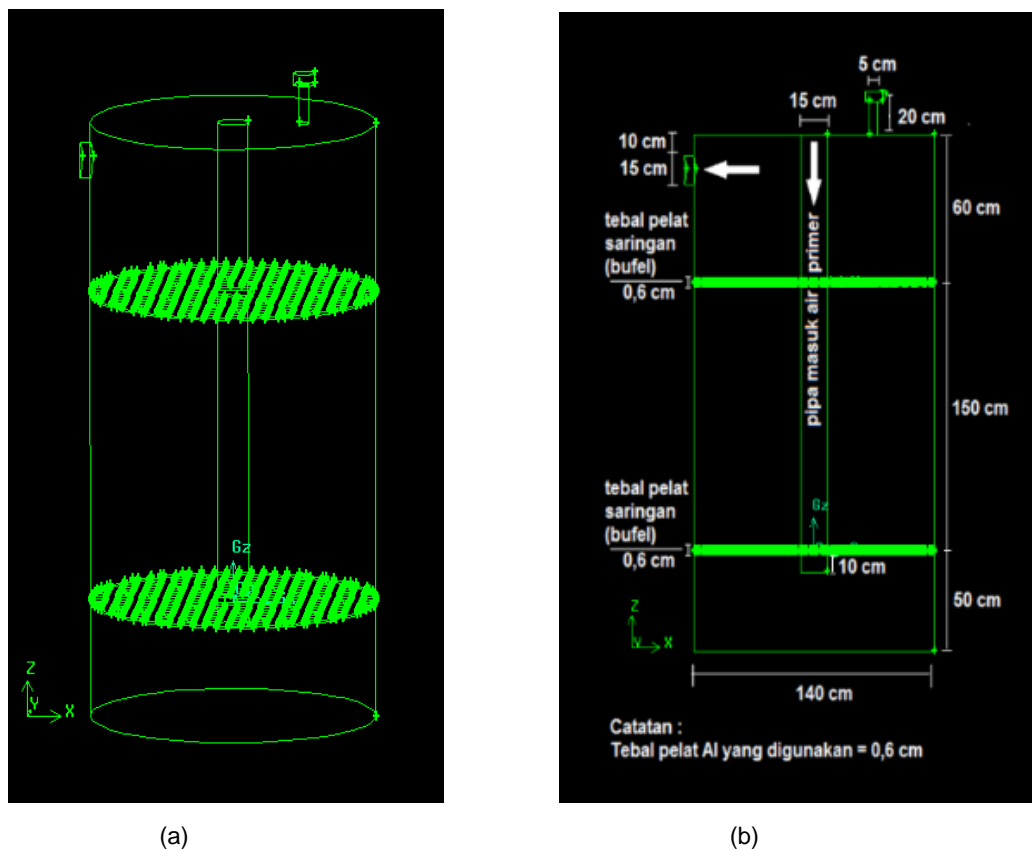 Gz
Z
Y
X
(a)
5 cm
15 cm
20 cm
10 cm
15 cm
60 cm
tebal pelat
saringan
(bufel)
0,6 cm
pipa masuk air primer
150 cm
tebal pelat
saringan
(bufel)
0,6 cm
Gz
10 cm
50 cm
Z
Y
X
140 cm
Catatan :
Tebal pelat Al yang digunakan = 0,6 cm
(b)